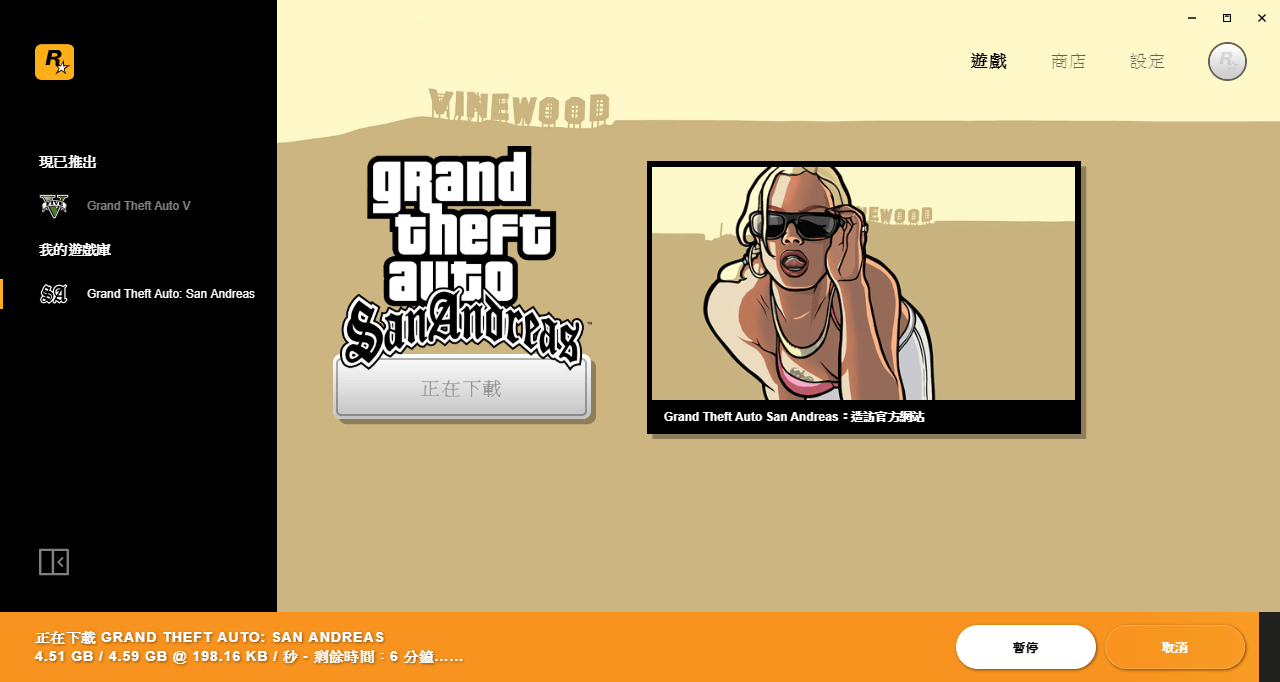 R
遊戲
商店
設定
R
VINEWOOD
現已推出
V
Grand Theft Auto V
我的遊戲庫
SA
Grand Theft Auto: San Andreas
grand
theft
auto
San Andreas
™
正在下載
NEWOOD
Grand Theft Auto San Andreas：造訪官方網站
正在下載 GRAND THEFT AUTO: SAN ANDREAS
4.51 GB / 4.59 GB @ 198.16 KB / 秒 - 剩餘時間：6 分鐘......
暫停
取消